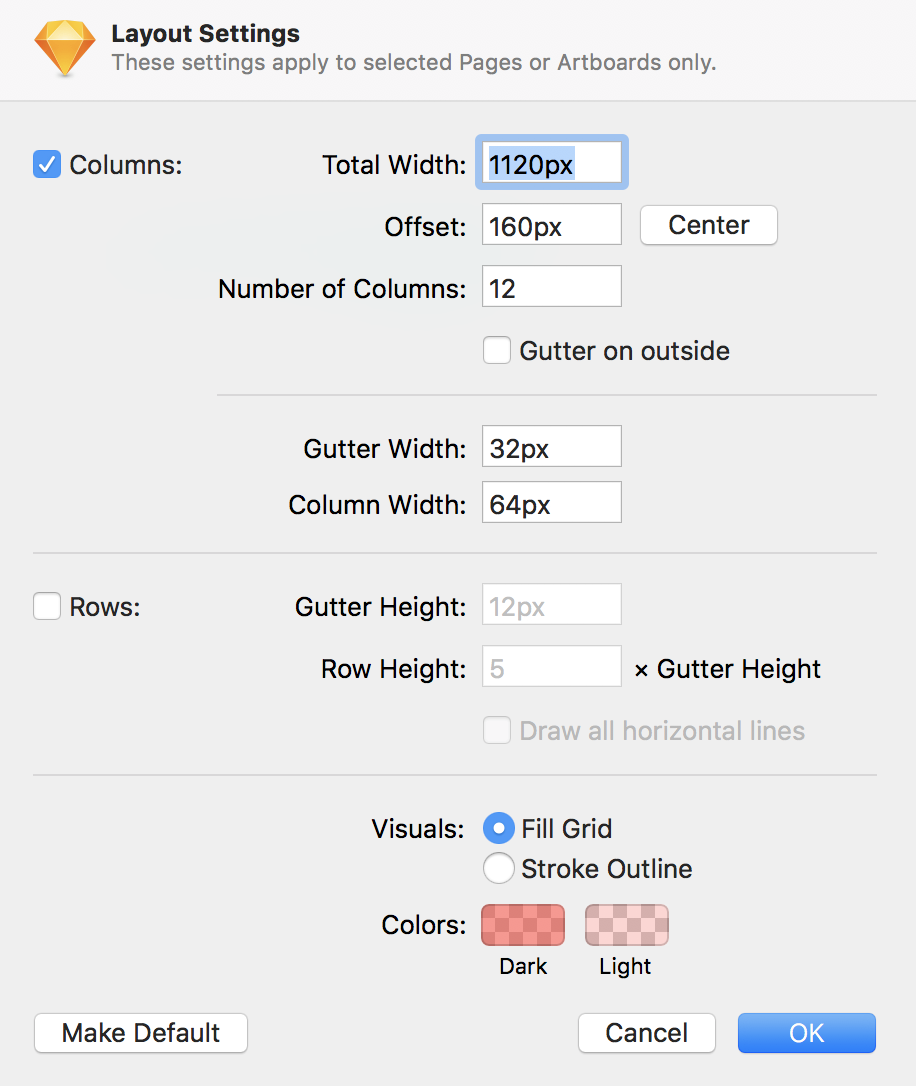 Layout Settings
These settings apply to selected Pages or Artboards only.
Columns: Total Width: 1120px
Offset: 160px Center
Number of Columns: 12
Gutter on outside
Gutter Width: 32px
Column Width: 64px
Rows: Gutter Height: 12px
Row Height: 5 × Gutter Height
Draw all horizontal lines
Visuals: Fill Grid
Stroke Outline
Colors:
Dark Light
Make Default Cancel OK